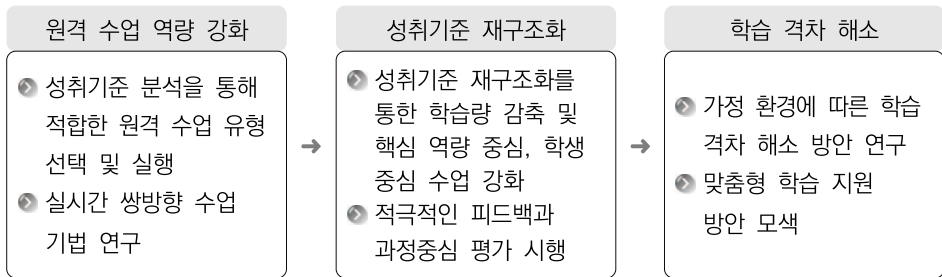 원격 수업 역량 강화
성취기준 분석을 통해
적합한 원격 수업 유형
선택 및 실행
실시간 쌍방향 수업
기법 연구
성취기준 재구조화
성취기준 재구조화를
통한 학습량 감축 및
핵심 역량 중심, 학생
중심 수업 강화
적극적인 피드백과
과정중심 평가 시행
학습 격차 해소
가정 환경에 따른 학습
격차 해소 방안 연구
맞춤형 학습 지원
방안 모색